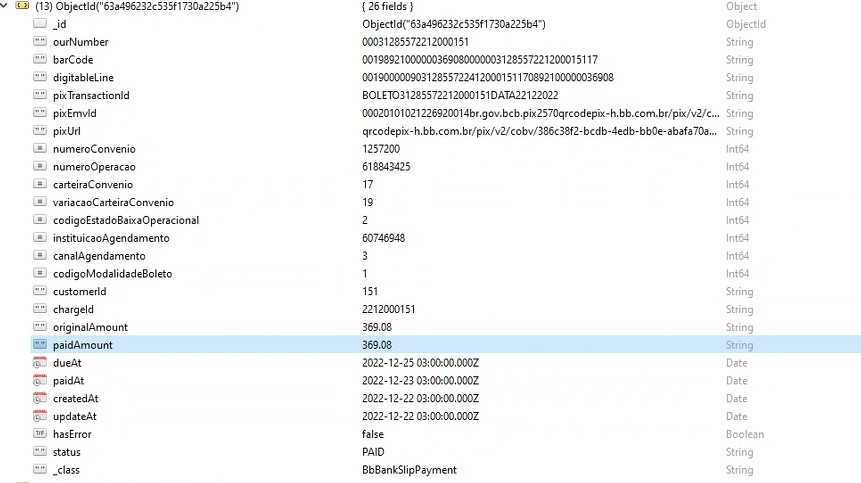 (13) ObjectId("63a496232c535f1730a225b4") { 26 fields } Object
_id ObjectId("63a496232c535f1730a225b4") ObjectId
ourNumber 00031285572212000151 String
barCode 00198921000000369080000003128557221200015117 String
digitableLine 00190000090312855722412000151170892100000036908 String
pixTransactionId BOLETO31285572212000151DATA22122022 String
pixEmvId 00020101021226920014br.gov.bcb.pix2570qrcodepix-h.bb.com.br/pix/v2/c... String
pixUrl qrcodepix-h.bb.com.br/pix/v2/cobv/386c38f2-bcdb-4edb-bb0e-abafa70a... String
numeroConvenio 1257200 Int64
numeroOperacao 618843425 Int64
carteiraConvenio 17 Int64
variacaoCarteiraConvenio 19 Int64
codigoEstadoBaixaOperacional 2 Int64
instituicaoAgendamento 60746948 Int64
canalAgendamento 3 Int64
codigoModalidadeBoleto 1 Int64
customerId 151 String
chargeId 2212000151 String
originalAmount 369.08 String
paidAmount 369.08 String
dueAt 2022-12-25 03:00:00.000Z Date
paidAt 2022-12-23 03:00:00.000Z Date
createdAt 2022-12-22 03:00:00.000Z Date
updateAt 2022-12-22 03:00:00.000Z Date
hasError false Boolean
status PAID String
_class BbBankSlipPayment String